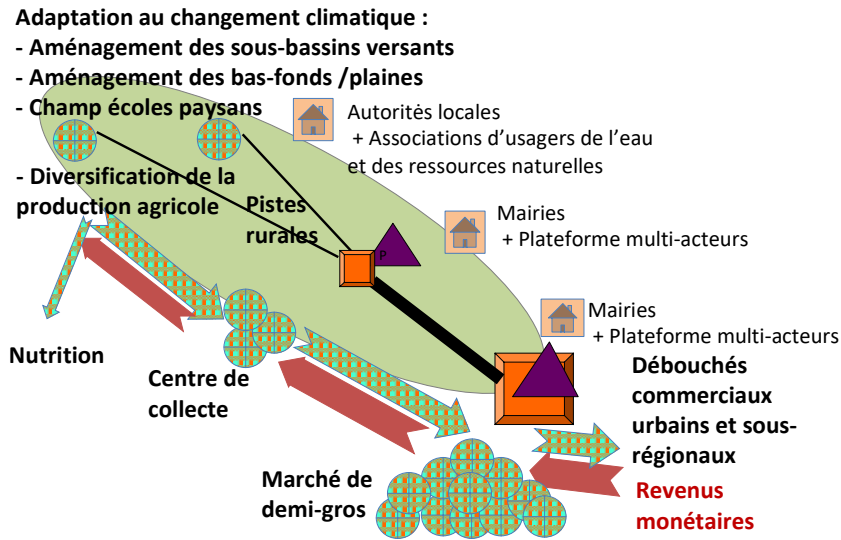 Adaptation au changement climatique :
- Aménagement des sous-bassins versants
- Aménagement des bas-fonds /plaines
- Champ écoles paysans
Autoritès locales
+ Associations d'usagers de l'eau
et des ressources naturelles
- Diversification de la
production agricole
Pistes
rurales
Mairies
+ Plateforme multi-acteurs
P
Mairies
+ Plateforme multi-acteurs
Nutrition
Centre de
collecte
Débouchés
commerciaux
urbains et sous-
régionaux
Marché de
demi-gros
Revenus
monétaires